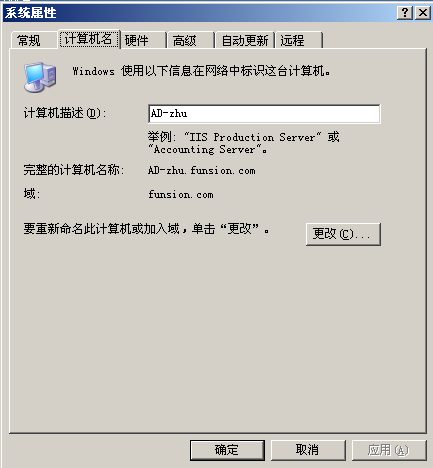 系统属性
常规 计算机名 硬件 高级 自动更新 远程
Windows 使用以下信息在网络中标识这台计算机。
计算机描述(D): AD-zhu
举例: "IIS Production Server" 或
"Accounting Server"。
完整的计算机名称: AD-zhu.funsion.com
域: funsion.com
要重新命名此计算机或加入域，单击“更改”。 更改(C)...
确定 取消 应用(A)